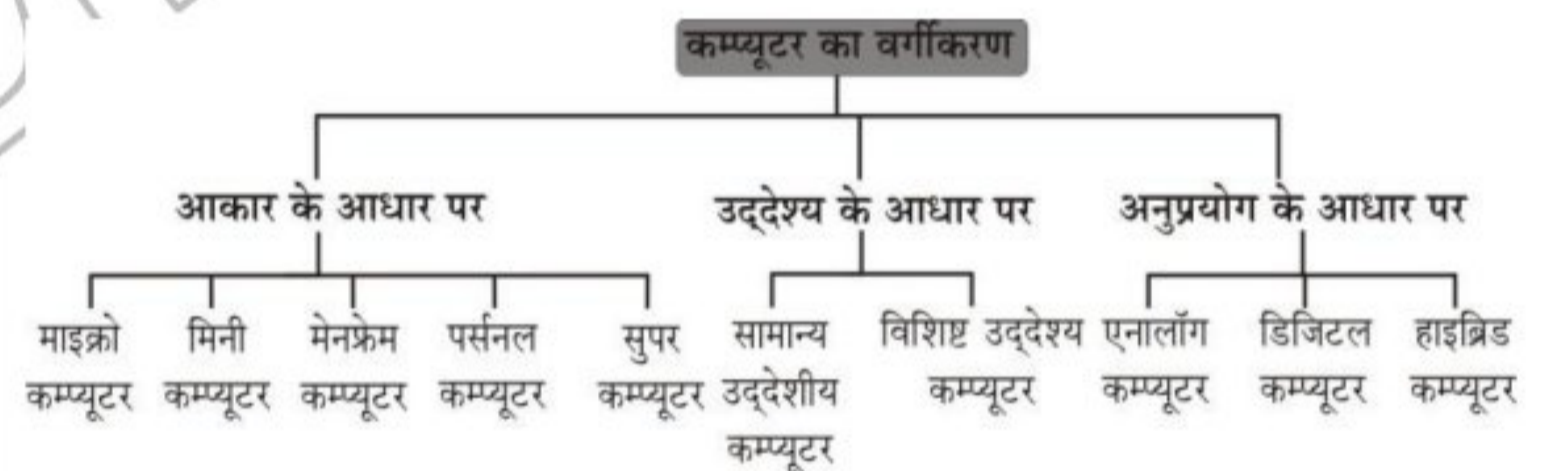 कम्प्यूटर का वर्गीकरण
आकार के आधार पर
उद्देश्य के आधार पर
अनुप्रयोग के आधार पर
माइक्रो
कम्प्यूटर
मिनी
कम्प्यूटर
मेनफ्रेम
कम्प्यूटर
पर्सनल
कम्प्यूटर
सुपर
कम्प्यूटर
सामान्य
उद्देशीय
कम्प्यूटर
विशिष्ट उद्देश्य
कम्प्यूटर
एनालॉग
कम्प्यूटर
डिजिटल
कम्प्यूटर
हाइब्रिड
कम्प्यूटर